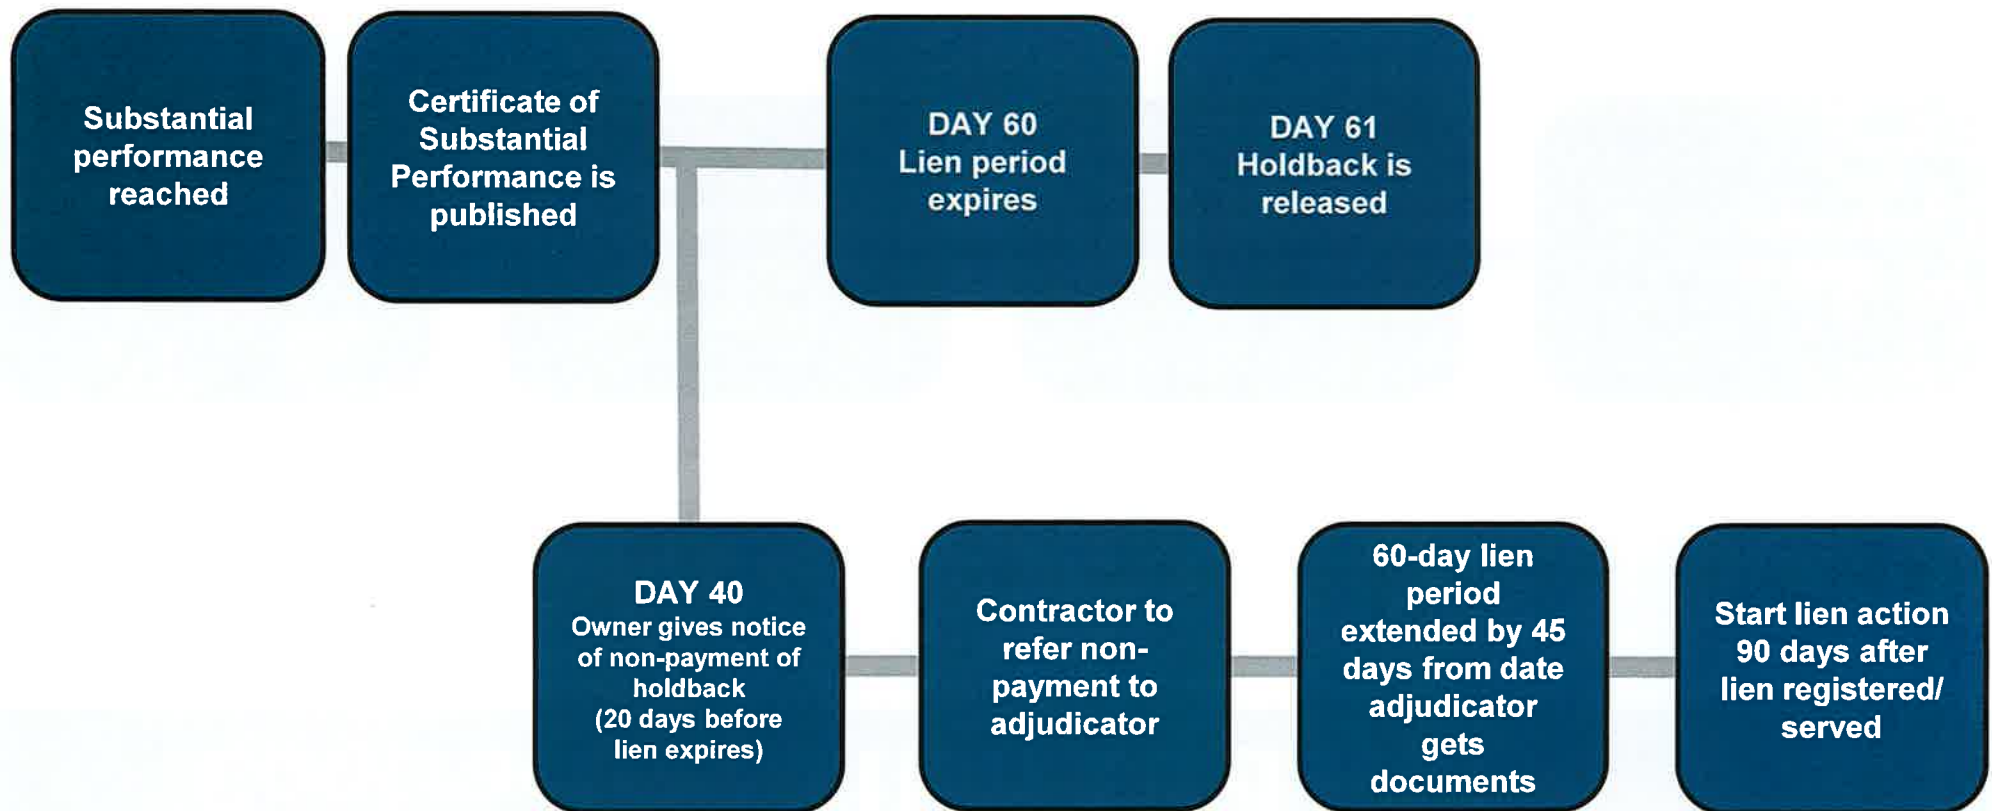 Substantial
performance
reached
Certificate of
Substantial
Performance is
published
DAY 60
Lien period
expires
DAY 61
Holdback is
released
DAY 40
Owner gives notice
of non-payment of
holdback
(20 days before
lien expires)
Contractor to
refer non-
payment to
adjudicator
60-day lien
period
extended by 45
days from date
adjudicator
gets
documents
Start lien action
90 days after
lien registered/
served